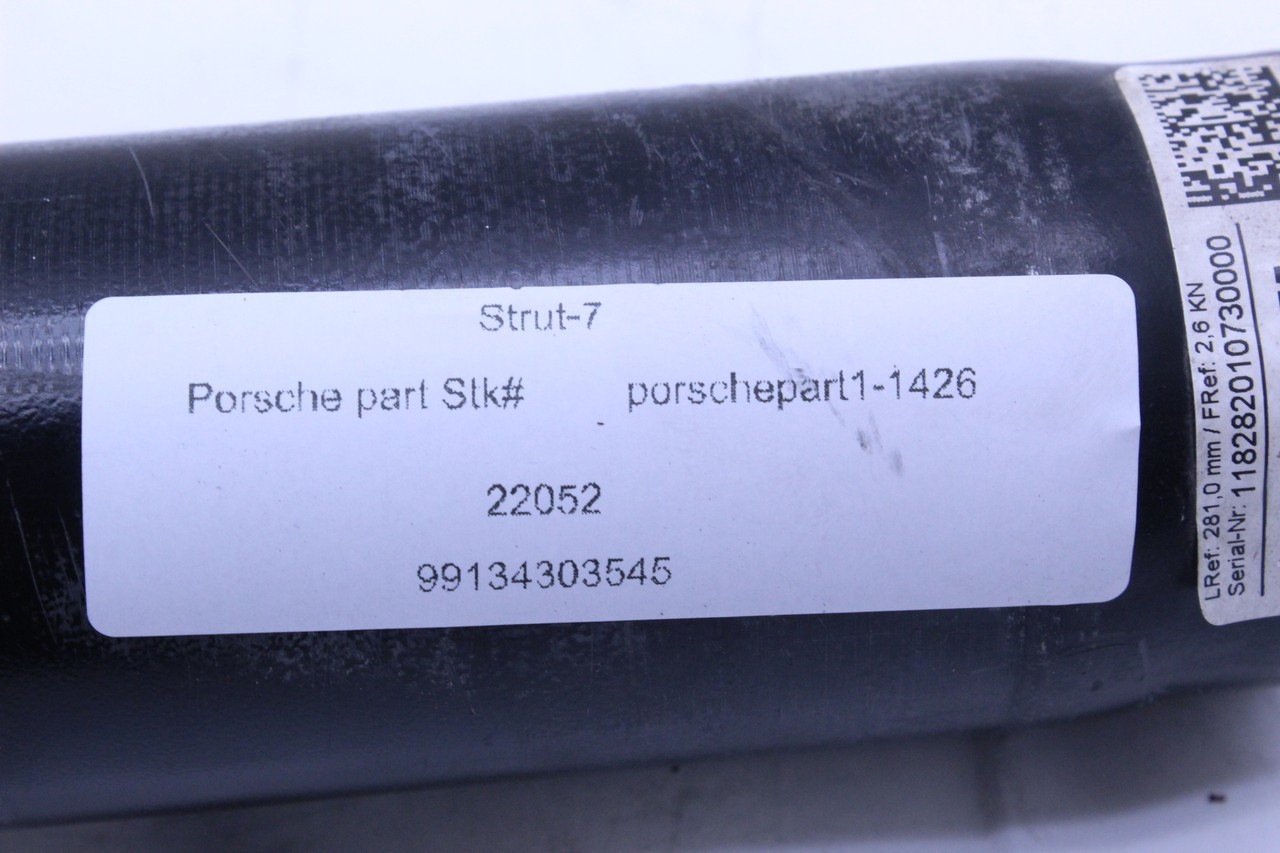 Strut-7
Porsche part Stk# porschepart1-1426
22052
99134303545
LRef: 281,0 mm / FRef: 2,6 KN
Serial-Nr: 118282010730000